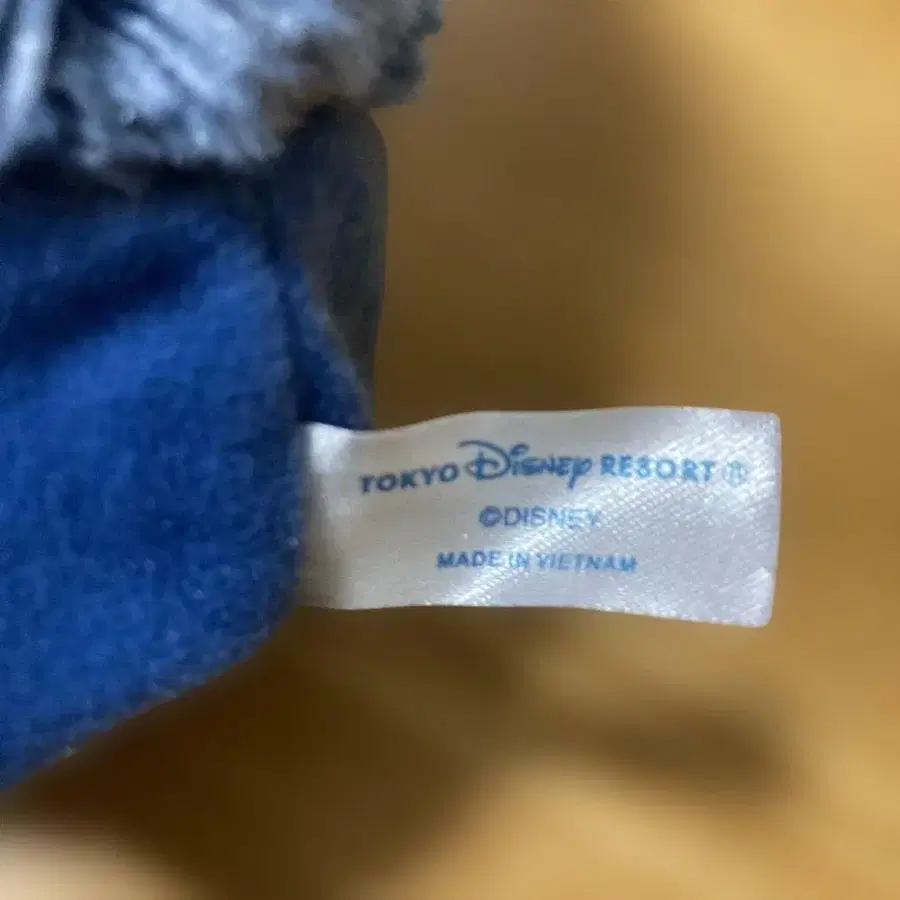 TOKYO DISNEY RESORT ®
©DISNEY
MADE IN VIETNAM